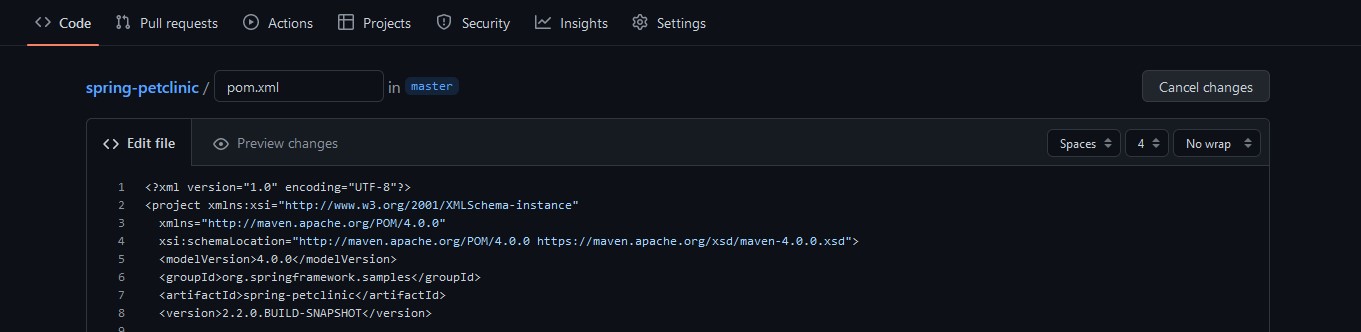 Code Pull requests Actions Projects Security Insights Settings
spring-petclinic / pom.xml in master Cancel changes
Edit file Preview changes Spaces 4 No wrap
1 <?xml version="1.0" encoding="UTF-8"?>
2 <project xmlns:xsi="http://www.w3.org/2001/XMLSchema-instance"
3 xmlns="http://maven.apache.org/POM/4.0.0"
4 xsi:schemaLocation="http://maven.apache.org/POM/4.0.0 https://maven.apache.org/xsd/maven-4.0.0.xsd">
5 <modelVersion>4.0.0</modelVersion>
6 <groupId>org.springframework.samples</groupId>
7 <artifactId>spring-petclinic</artifactId>
8 <version>2.2.0.BUILD-SNAPSHOT</version>
9